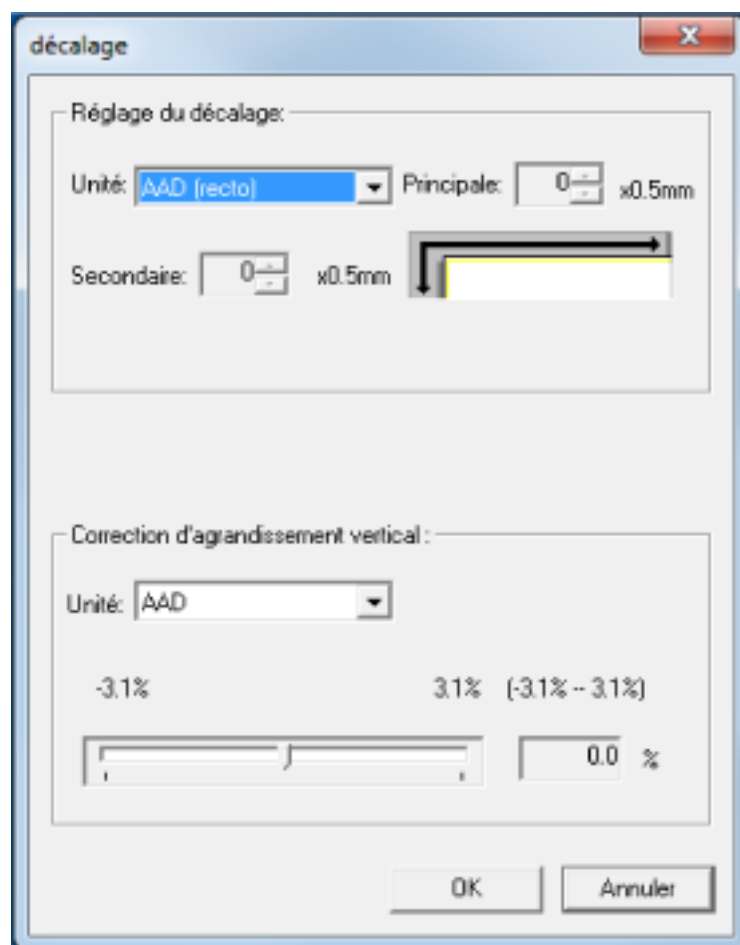 décalage
Réglage du décalage:
Unité: AAD (recto) Principale: 0 x0.5mm
Secondaire: 0 x0.5mm
Correction d'agrandissement vertical :
Unité: AAD
-3.1% 3.1% (-3.1% -- 3.1%)
0.0 %
OK Annuler